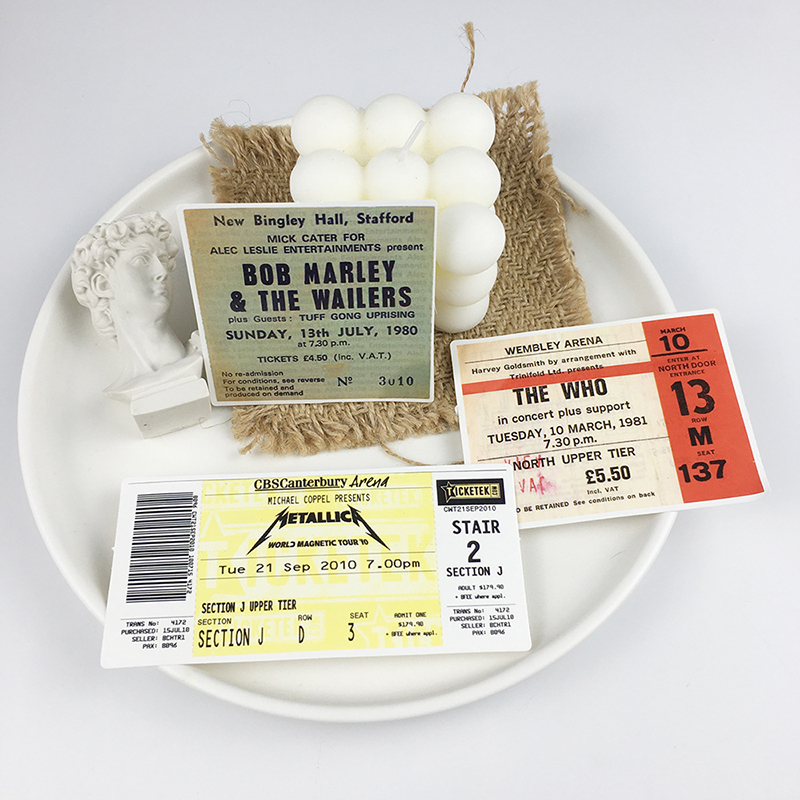 New Bingley Hall, Stafford
MICK CATER FOR
ALEC LESLIE ENTERTAINMENTS present
BOB MARLEY
& THE WAILERS
plus Guests : TUFF GONG UPRISING
SUNDAY, 13th JULY, 1980
at 7.30 p.m.
TICKETS £4.50 (inc. V.A.T.)
No re-admission
For conditions, see reverse
To be retained and
produced on demand
Nº 3010
WEMBLEY ARENA
Harvey Goldsmith by arrangement with
Trinifold Ltd. presents
THE WHO
in concert plus support
TUESDAY, 10 MARCH, 1981
7.30 p.m.
NORTH UPPER TIER
£5.50
Incl. VAT
VAT
BE RETAINED See conditions on back
MARCH
10
ENTER AT
NORTH DOOR
ENTRANCE
13
ROW
M
SEAT
137
CBSCanterbury Arena
MICHAEL COPPEL PRESENTS
METALLICA
WORLD MAGNETIC TOUR '10
Tue 21 Sep 2010 7.00pm
SECTION J UPPER TIER
SECTION ROW SEAT ADMIT ONE
SECTION J D 3 $179.90
+ BFEE where appl.
TRANS No: 4172
PURCHASED: 15JUL10
SELLER: BCHTR1
PAX: 8896
TICKETEK
CWT21SEP2010
STAIR
2
SECTION J
ADULT $179.90
+ BFEE where appl.
TRANS No: 4172
PURCHASED: 15JUL10
SELLER: BCHTR1
PAX: 8896